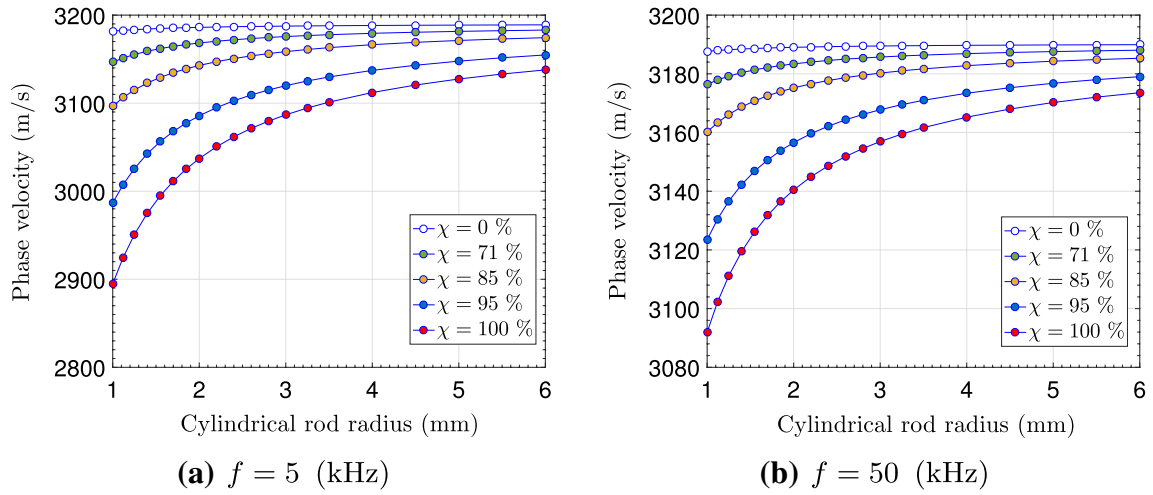 3200
3100
3000
2900
2800
Phase velocity (m/s)
χ = 0 %
χ = 71 %
χ = 85 %
χ = 95 %
χ = 100 %
1 2 3 4 5 6
Cylindrical rod radius (mm)
(a) f = 5 (kHz)
3200
3180
3160
3140
3120
3100
3080
Phase velocity (m/s)
χ = 0 %
χ = 71 %
χ = 85 %
χ = 95 %
χ = 100 %
1 2 3 4 5 6
Cylindrical rod radius (mm)
(b) f = 50 (kHz)